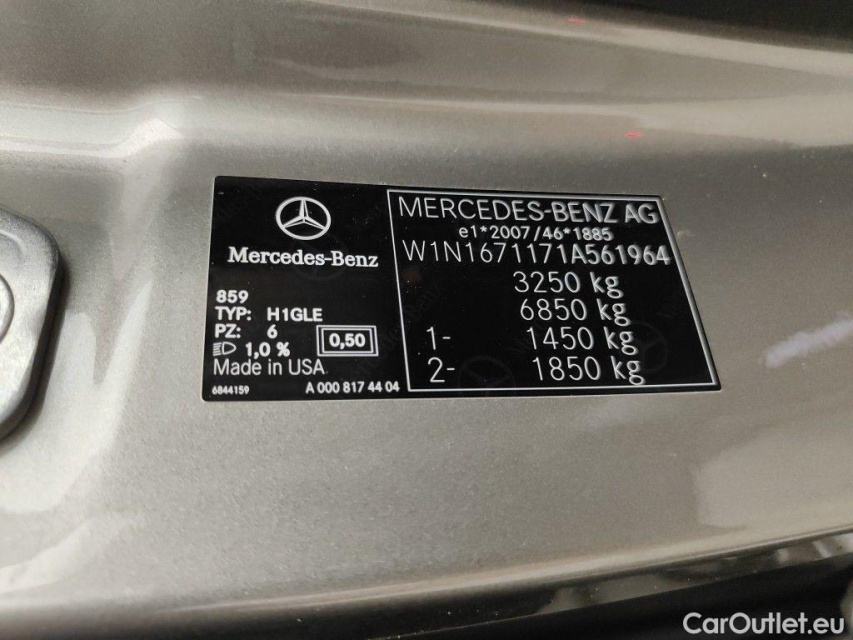 Mercedes-Benz
859
TYP: H1GLE
PZ: 6
0,50
1,0 %
Made in USA
6844159 A 000 817 44 04
MERCEDES-BENZ AG
e1*2007/46*1885
W1N1671171A561964
3250 kg
6850 kg
1- 1450 kg
2- 1850 kg
CarOutlet.eu